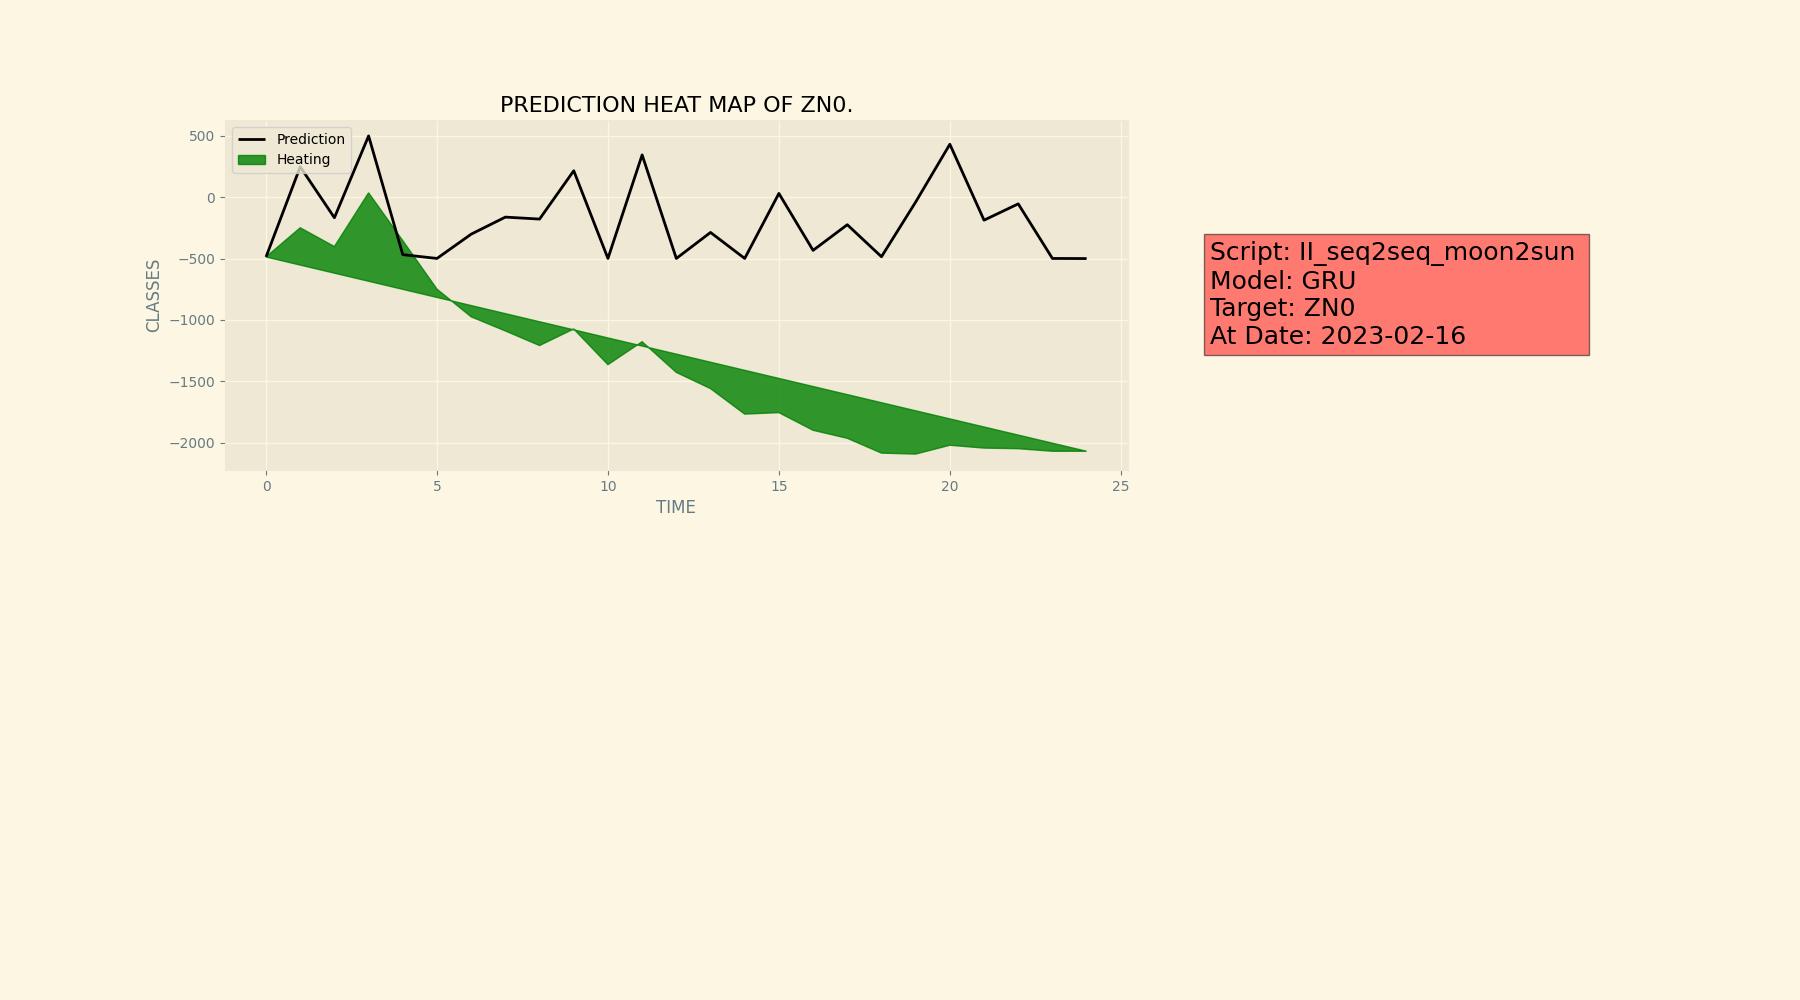 PREDICTION HEAT MAP OF ZN0.
Prediction
Heating
500
0
−500
−1000
−1500
−2000
CLASSES
0 5 10 15 20 25
TIME
Script: II_seq2seq_moon2sun
Model: GRU
Target: ZN0
At Date: 2023-02-16